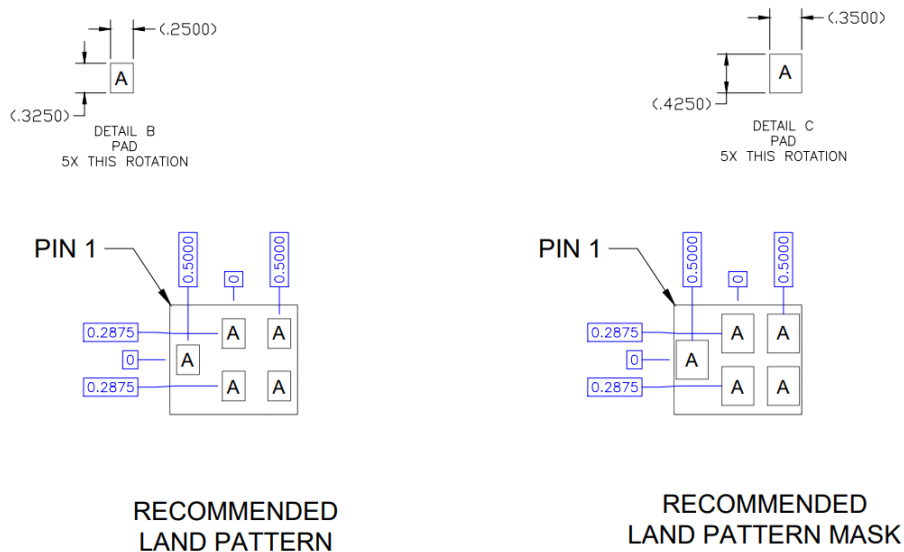 (.2500)
A
(.3250)
DETAIL B
PAD
5X THIS ROTATION
(.3500)
A
(.4250)
DETAIL C
PAD
5X THIS ROTATION
PIN 1
0.5000
0
0.5000
0.2875
A
A
0
A
0.2875
A
A
PIN 1
0.5000
0
0.5000
0.2875
A
A
0
A
0.2875
A
A
RECOMMENDED
LAND PATTERN
RECOMMENDED
LAND PATTERN MASK